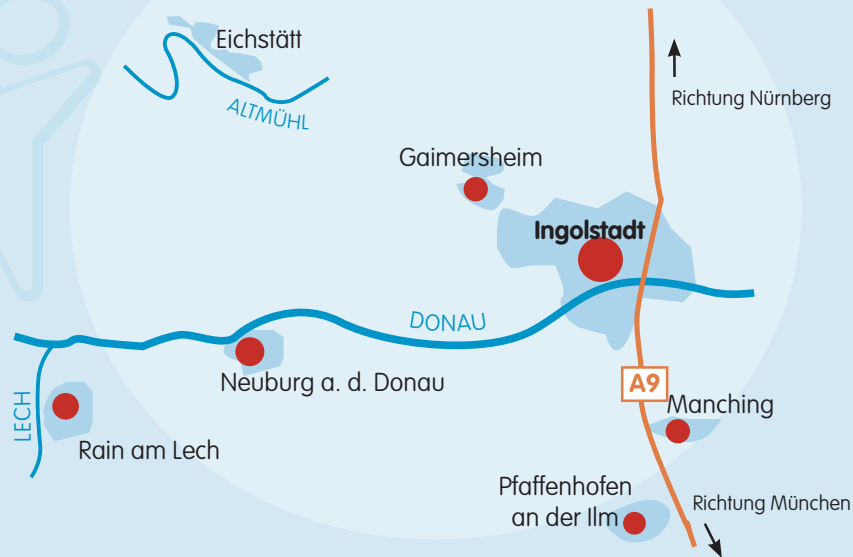 Eichstätt
ALTMÜHL
Richtung Nürnberg
Gaimersheim
Ingolstadt
DONAU
Neuburg a. d. Donau
A9
Manching
LECH
Rain am Lech
Pfaffenhofen
an der Ilm
Richtung München